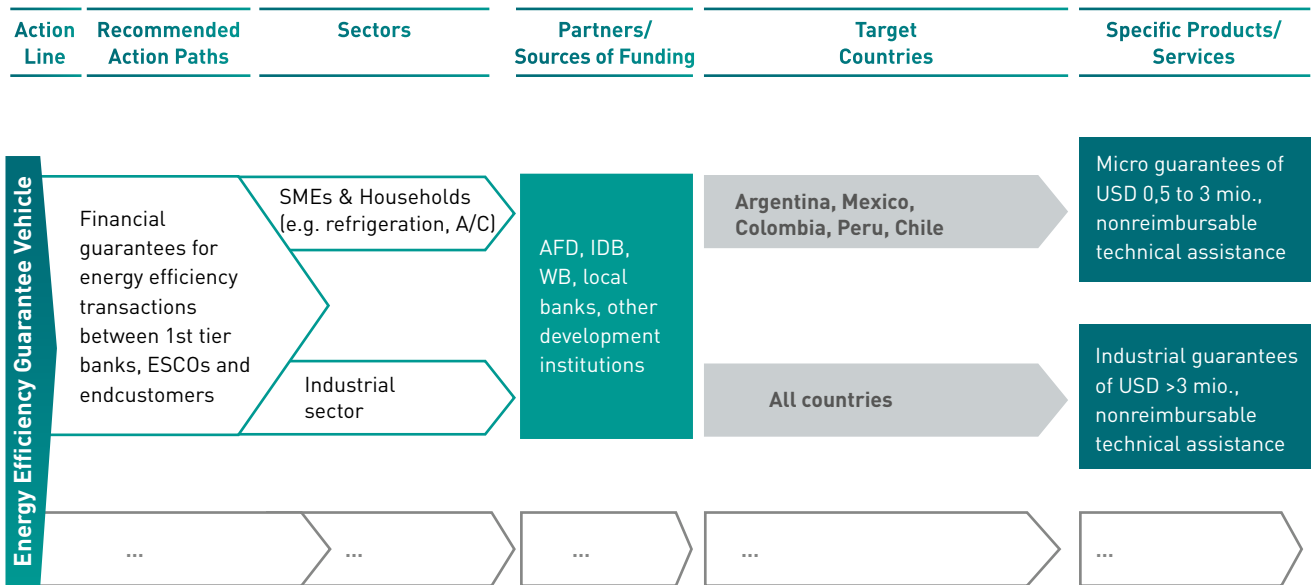 Action
Line
Recommended
Action Paths
Sectors
Partners/
Sources of Funding
Target
Countries
Specific Products/
Services
Energy Efficiency Guarantee Vehicle
Financial
guarantees for
energy efficiency
transactions
between 1st tier
banks, ESCOs and
endcustomers
SMEs & Households
(e.g. refrigeration, A/C)
Industrial
sector
AFD, IDB,
WB, local
banks, other
development
institutions
Argentina, Mexico,
Colombia, Peru, Chile
All countries
Micro guarantees of
USD 0,5 to 3 mio.,
nonreimbursable
technical assistance
Industrial guarantees
of USD >3 mio.,
nonreimbursable
technical assistance
...
...
...
...
...